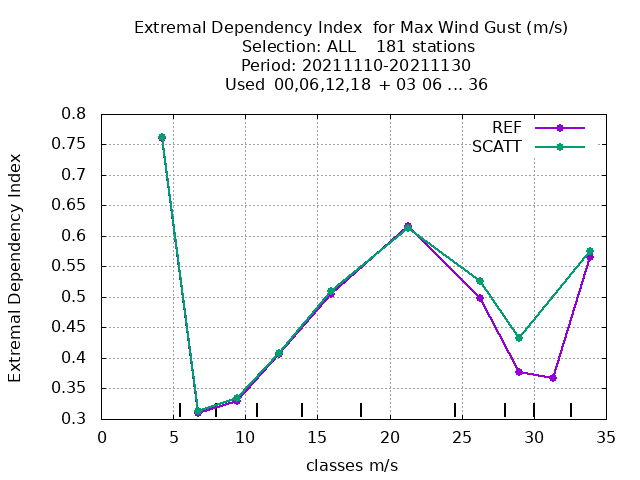 Extremal Dependency Index  for Max Wind Gust (m/s)
Selection: ALL    181 stations
Period: 20211110-20211130
Used  00,06,12,18  + 03 06 ... 36
REF
SCATT
Extremal Dependency Index
0.8
0.75
0.7
0.65
0.6
0.55
0.5
0.45
0.4
0.35
0.3
0 5 10 15 20 25 30 35
classes m/s